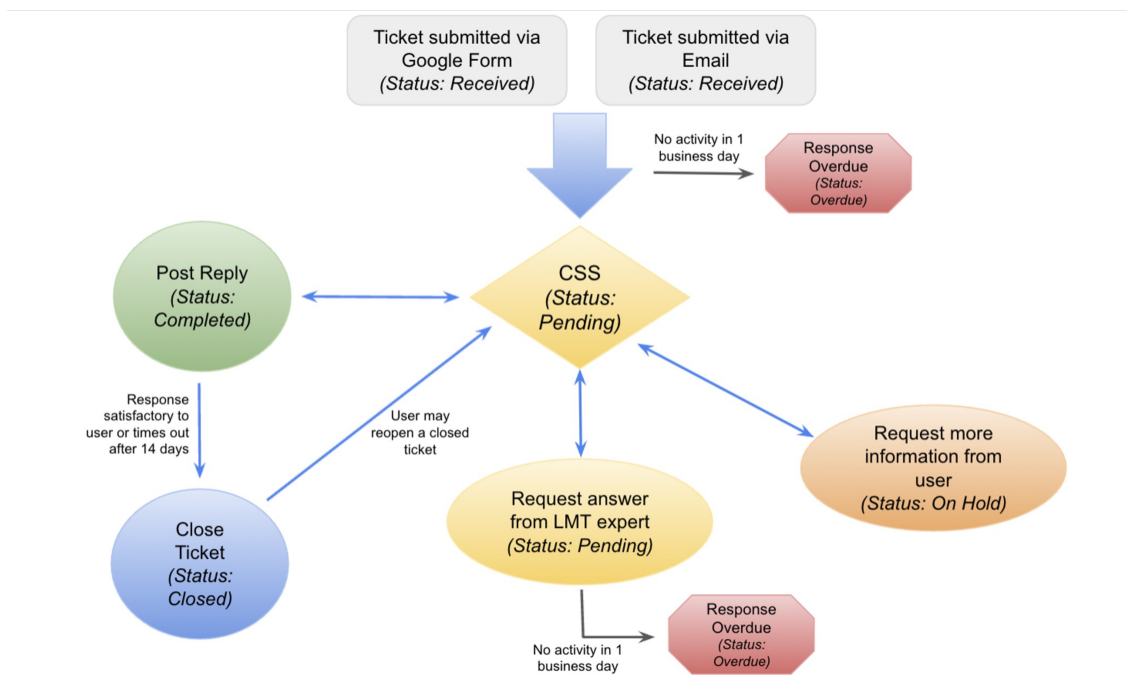 Ticket submitted via
Google Form
(Status: Received)
Ticket submitted via
Email
(Status: Received)
No activity in 1
business day
Response
Overdue
(Status:
Overdue)
CSS
(Status:
Pending)
Post Reply
(Status:
Completed)
Response
satisfactory to
user or times out
after 14 days
User may
reopen a closed
ticket
Request more
information from
user
(Status: On Hold)
Request answer
from LMT expert
(Status: Pending)
Close
Ticket
(Status:
Closed)
No activity in 1
business day
Response
Overdue
(Status:
Overdue)